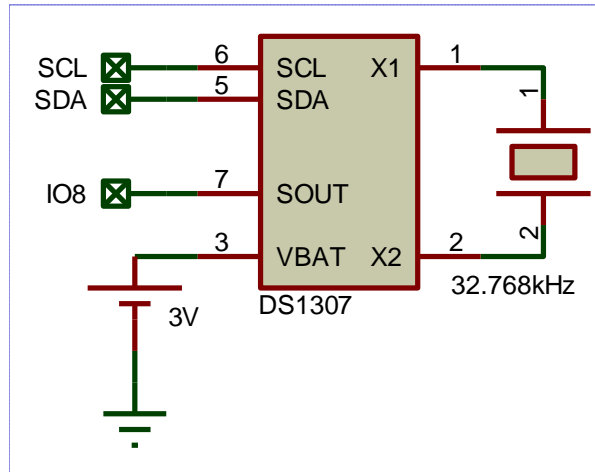 SCL 6 SCL X1 1
SDA 5 SDA
1
IO8 7 SOUT
3 VBAT X2 2
2
3V
DS1307
32.768kHz